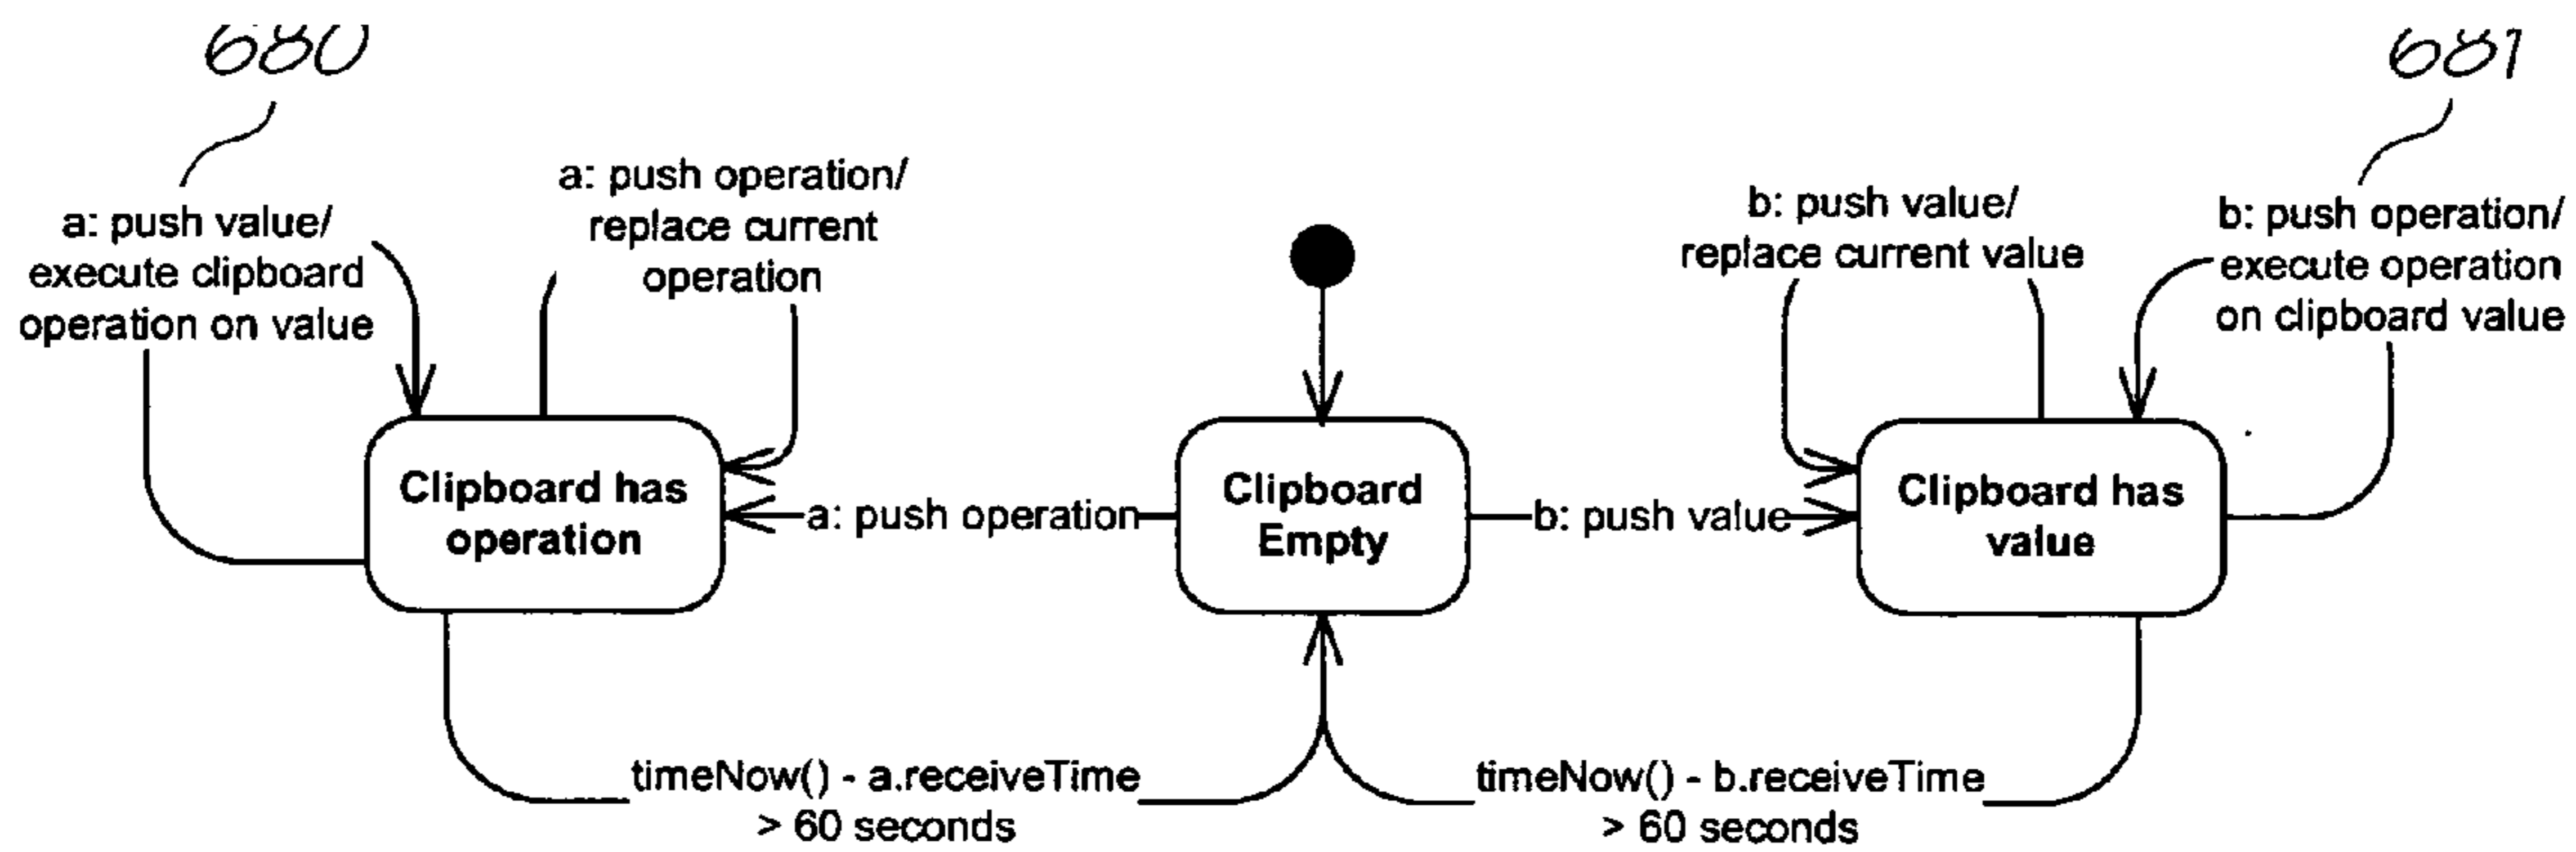 680
681
a: push value/
execute clipboard
operation on value
a: push operation/
replace current
operation
b: push value/
replace current value
b: push operation/
execute operation
on clipboard value
Clipboard has
operation
a: push operation
Clipboard
Empty
b: push value
Clipboard has
value
timeNow() - a.receiveTime
> 60 seconds
timeNow() - b.receiveTime
> 60 seconds